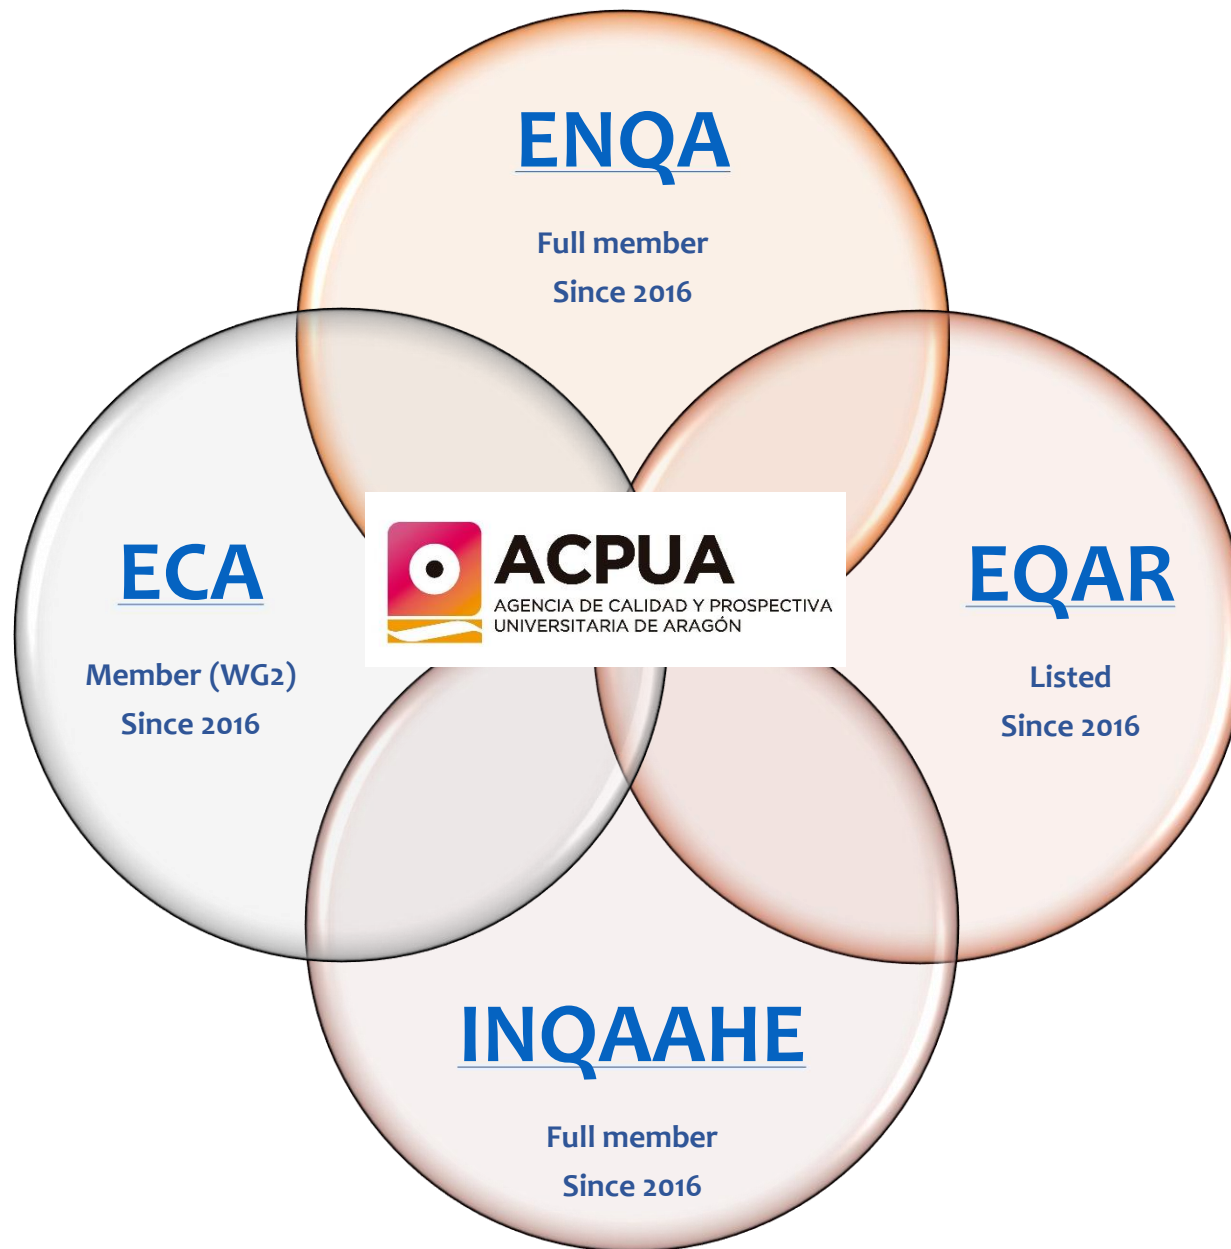 ENQA
Full member
Since 2016
ECA
Member (WG2)
Since 2016
ACPUA
AGENCIA DE CALIDAD Y PROSPECTIVA
UNIVERSITARIA DE ARAGÓN
EQAR
Listed
Since 2016
INQAAHE
Full member
Since 2016